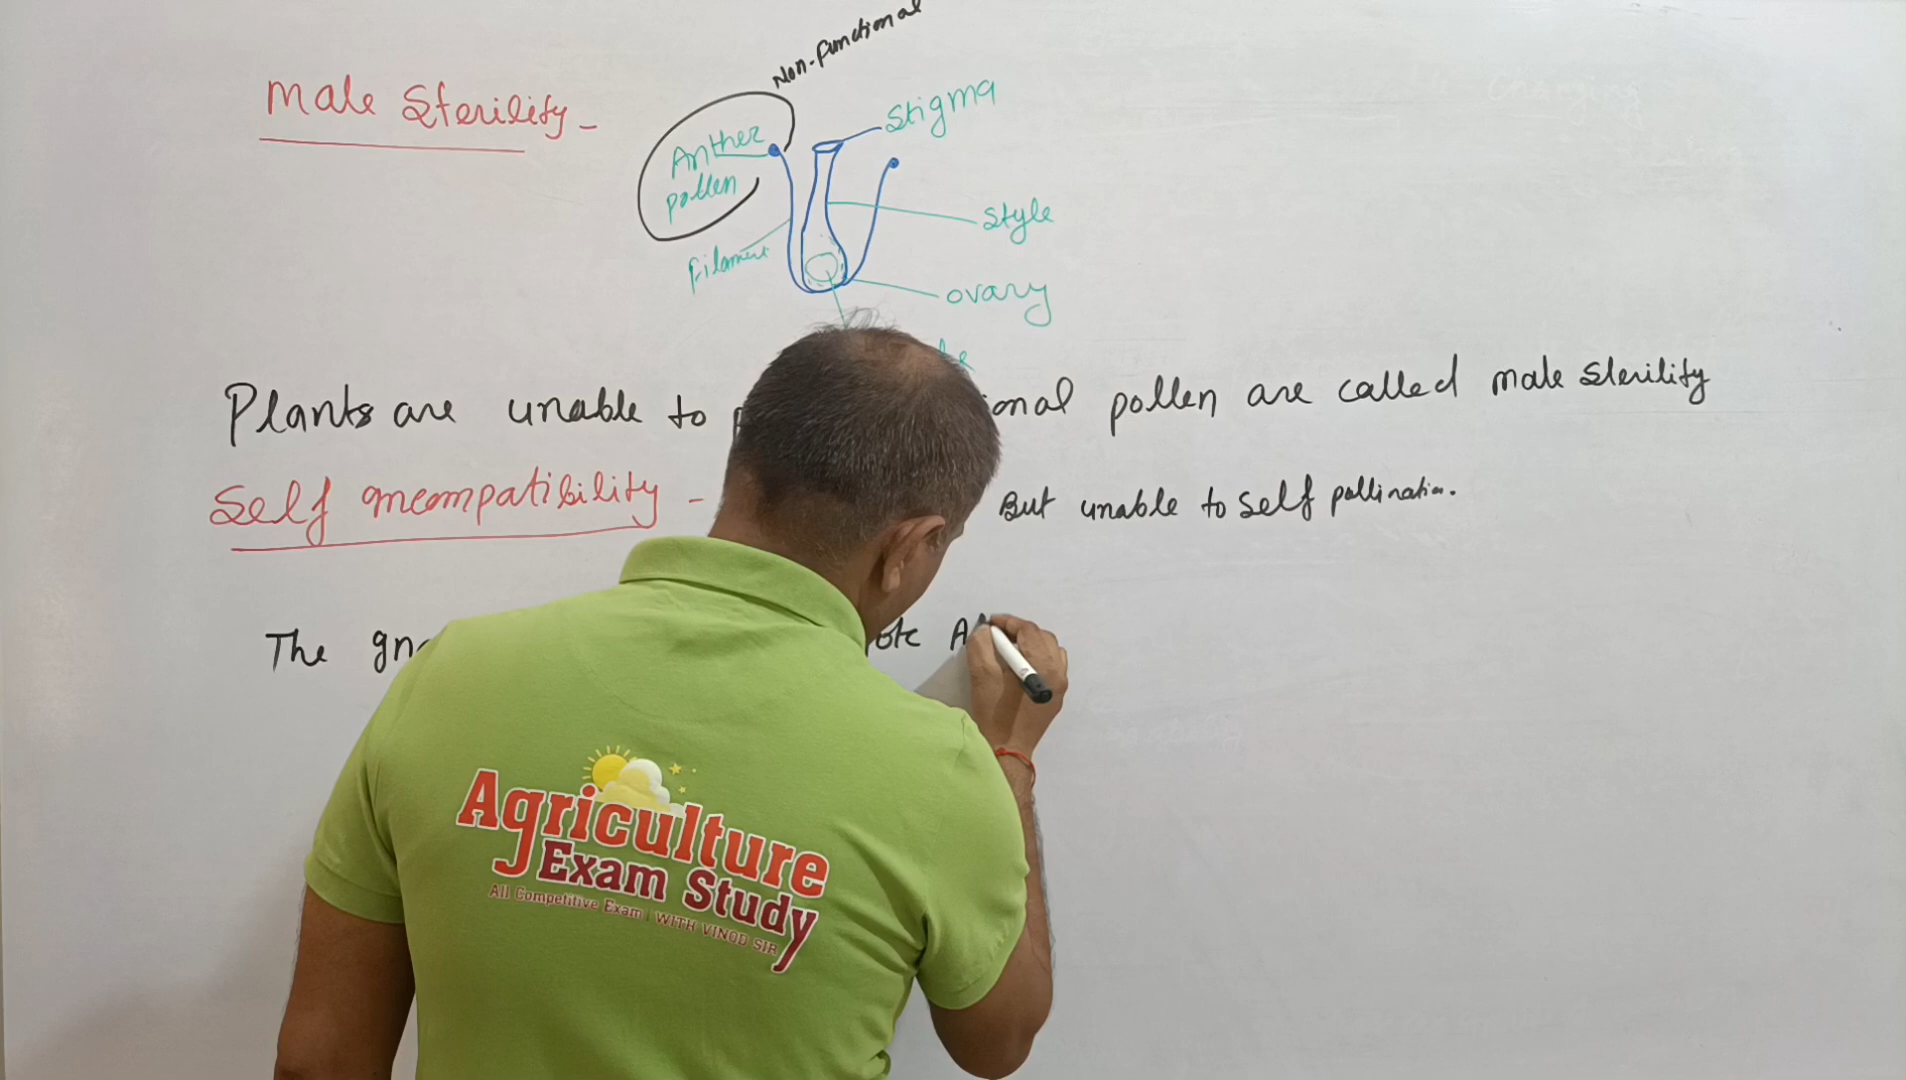 Non-functional
Male Sterility -
Anther
pollen
Stigma
Filament
Style
ovary
Plants are unable to onal pollen are called male sterility
Self Incompatibility - But unable to self pollination.
The
Agriculture
Exam Study
All Competitive Exam WITH VINOD SIR